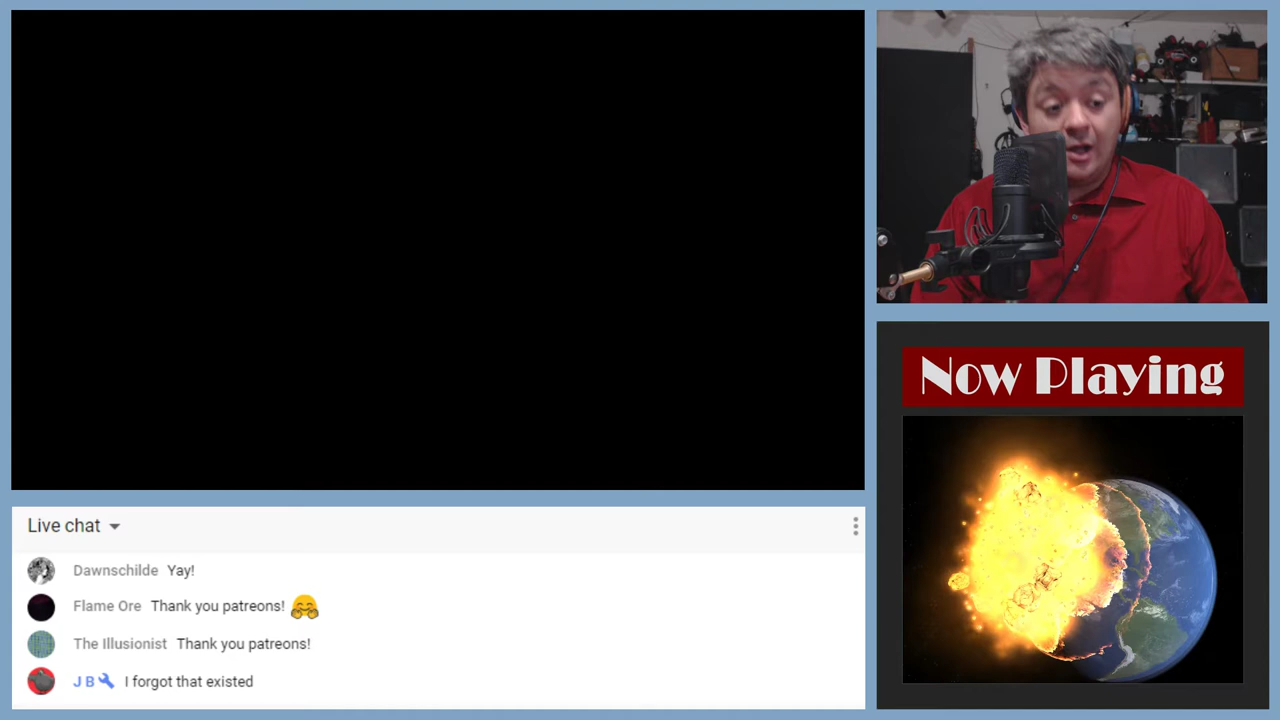 Now Playing
Live chat
Dawnschilde Yay!
Flame Ore Thank you patreons! 🤗
The Illusionist Thank you patreons!
J B I forgot that existed